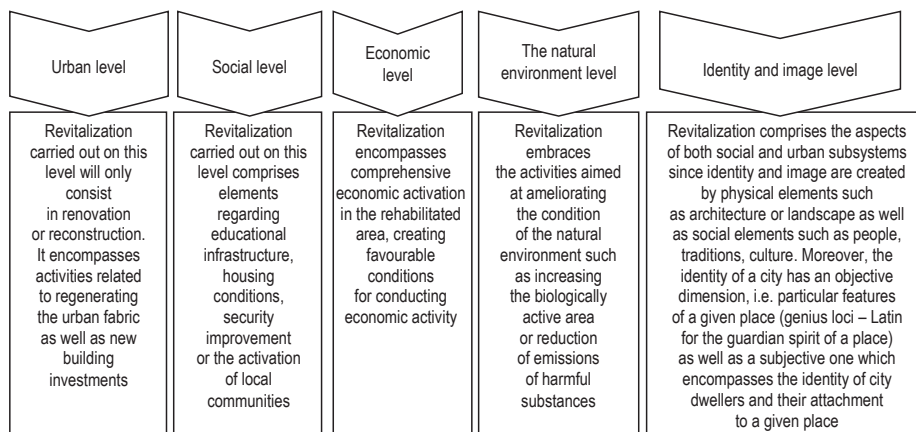 Urban level
Social level
Economic
level
The natural
environment level
Identity and image level
Revitalization
carried out on this
level will only
consist
in renovation
or reconstruction.
It encompasses
activities related
to regenerating
the urban fabric
as well as new
building
investments
Revitalization
carried out on this
level comprises
elements
regarding
educational
infrastructure,
housing
conditions,
security
improvement
or the activation
of local
communities
Revitalization
encompasses
comprehensive
economic activation
in the rehabilitated
area, creating
favourable
conditions
for conducting
economic activity
Revitalization
embraces
the activities aimed
at ameliorating
the condition
of the natural
environment such
as increasing
the biologically
active area
or reduction
of emissions
of harmful
substances
Revitalization comprises the aspects
of both social and urban subsystems
since identity and image are created
by physical elements such
as architecture or landscape as well
as social elements such as people,
traditions, culture. Moreover, the
identity of a city has an objective
dimension, i.e. particular features
of a given place (genius loci – Latin
for the guardian spirit of a place)
as well as a subjective one which
encompasses the identity of city
dwellers and their attachment
to a given place